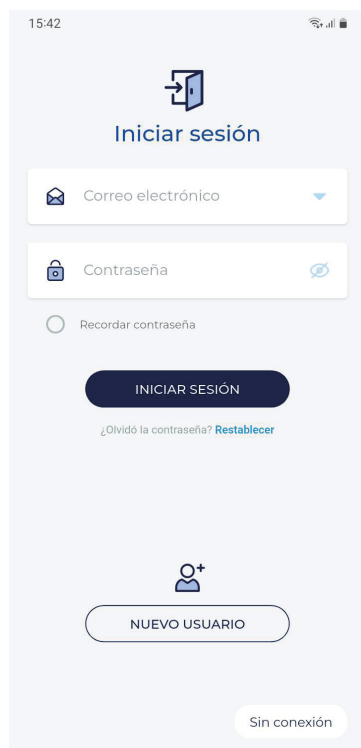 15:42
Iniciar sesión
Correo electrónico
Contraseña
Recordar contraseña
INICIAR SESIÓN
¿Olvidó la contraseña? Restablecer
NUEVO USUARIO
Sin conexión